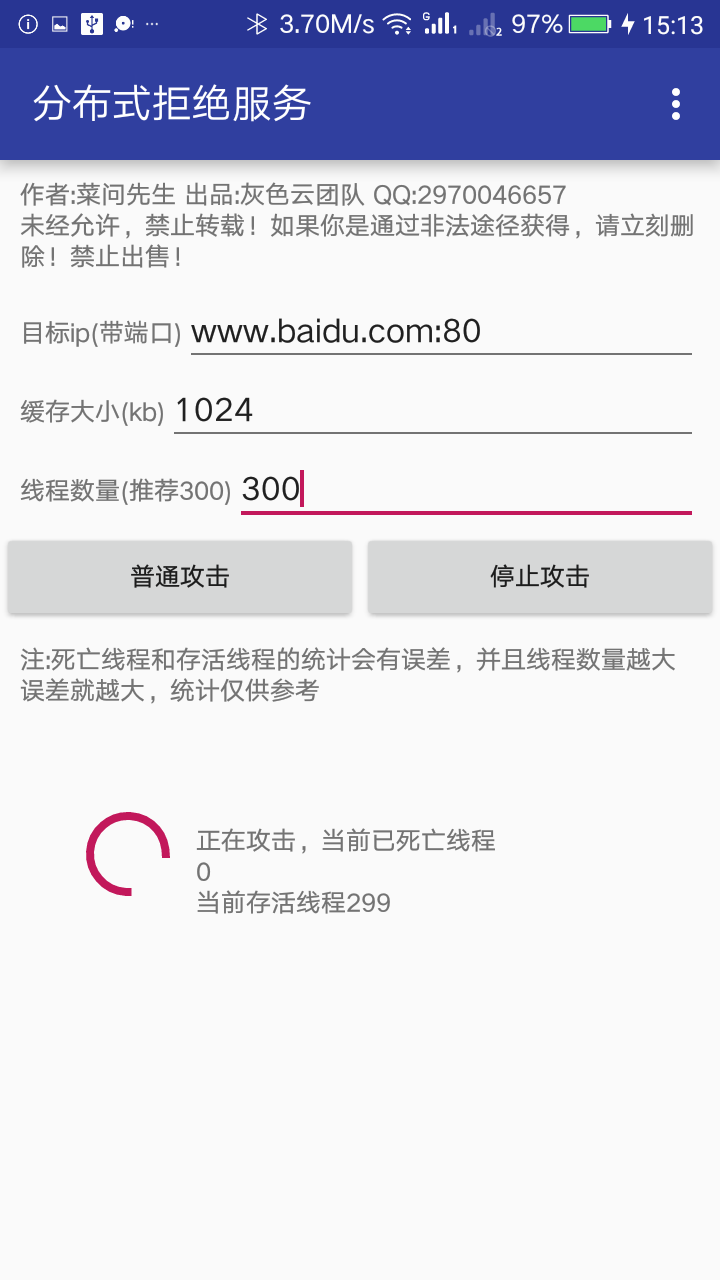 3.70M/s G 1 2 97% 15:13
分布式拒绝服务
作者:菜问先生 出品:灰色云团队 QQ:2970046657
未经允许，禁止转载！如果你是通过非法途径获得，请立刻删
除！禁止出售！
目标ip(带端口) www.baidu.com:80
缓存大小(kb) 1024
线程数量(推荐300) 300
普通攻击 停止攻击
注:死亡线程和存活线程的统计会有误差，并且线程数量越大
误差就越大，统计仅供参考
正在攻击，当前已死亡线程
0
当前存活线程299